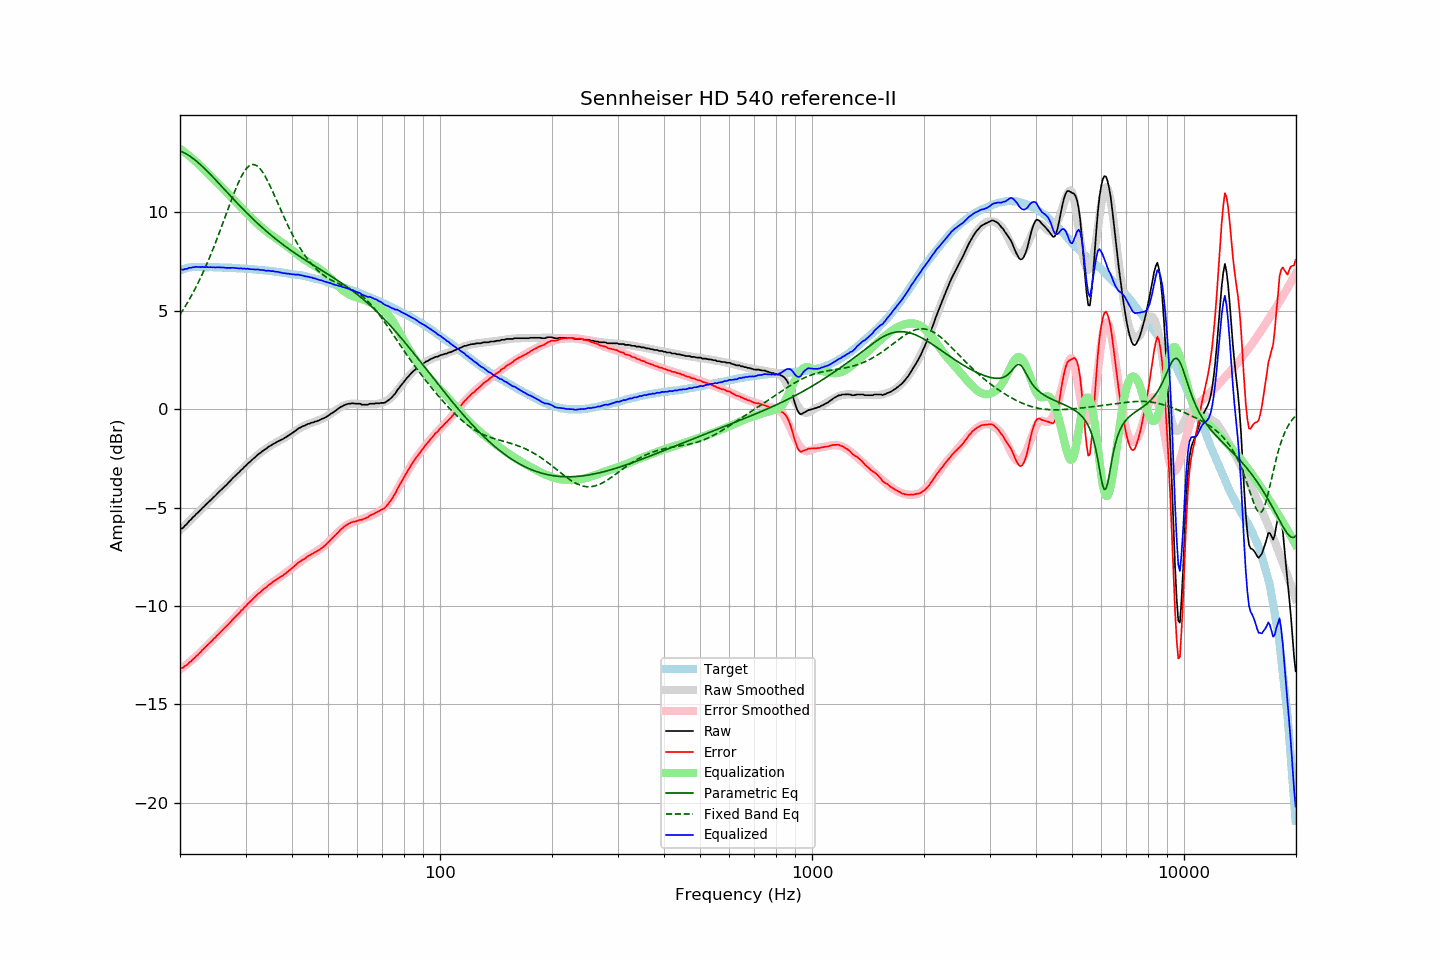 Sennheiser HD 540 reference-II
Amplitude (dBr)
10
5
0
−5
−10
−15
−20
Target
Raw Smoothed
Error Smoothed
Raw
Error
Equalization
Parametric Eq
Fixed Band Eq
Equalized
100
1000
10000
Frequency (Hz)